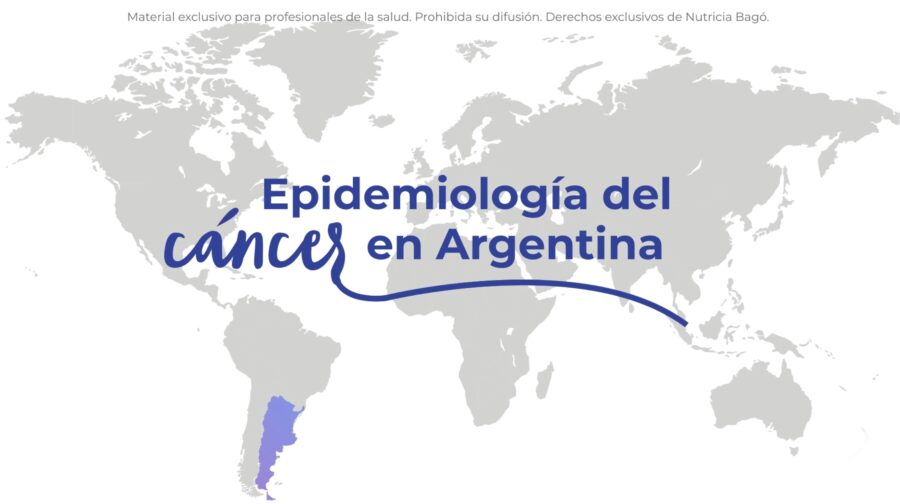 Material exclusivo para profesionales de la salud. Prohibida su difusión. Derechos exclusivos de Nutricia Bagó.
Epidemiología del
cáncer en Argentina